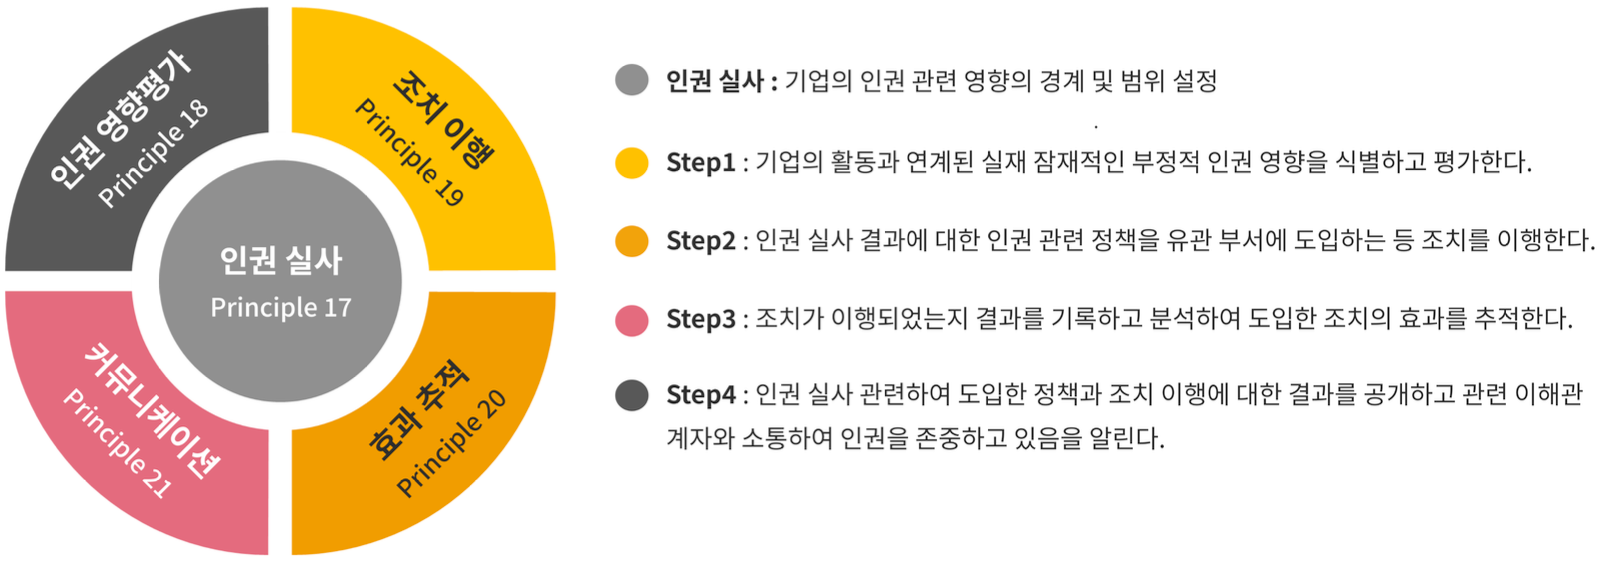 인권 영향평가
Principle 18
조치 이행
Principle 19
인권 실사
Principle 17
커뮤니케이션
Principle 21
효과 추적
Principle 20
인권 실사 : 기업의 인권 관련 영향의 경계 및 범위 설정
.
Step1 : 기업의 활동과 연계된 실재 잠재적인 부정적 인권 영향을 식별하고 평가한다.
Step2 : 인권 실사 결과에 대한 인권 관련 정책을 유관 부서에 도입하는 등 조치를 이행한다.
Step3 : 조치가 이행되었는지 결과를 기록하고 분석하여 도입한 조치의 효과를 추적한다.
Step4 : 인권 실사 관련하여 도입한 정책과 조치 이행에 대한 결과를 공개하고 관련 이해관
계자와 소통하여 인권을 존중하고 있음을 알린다.